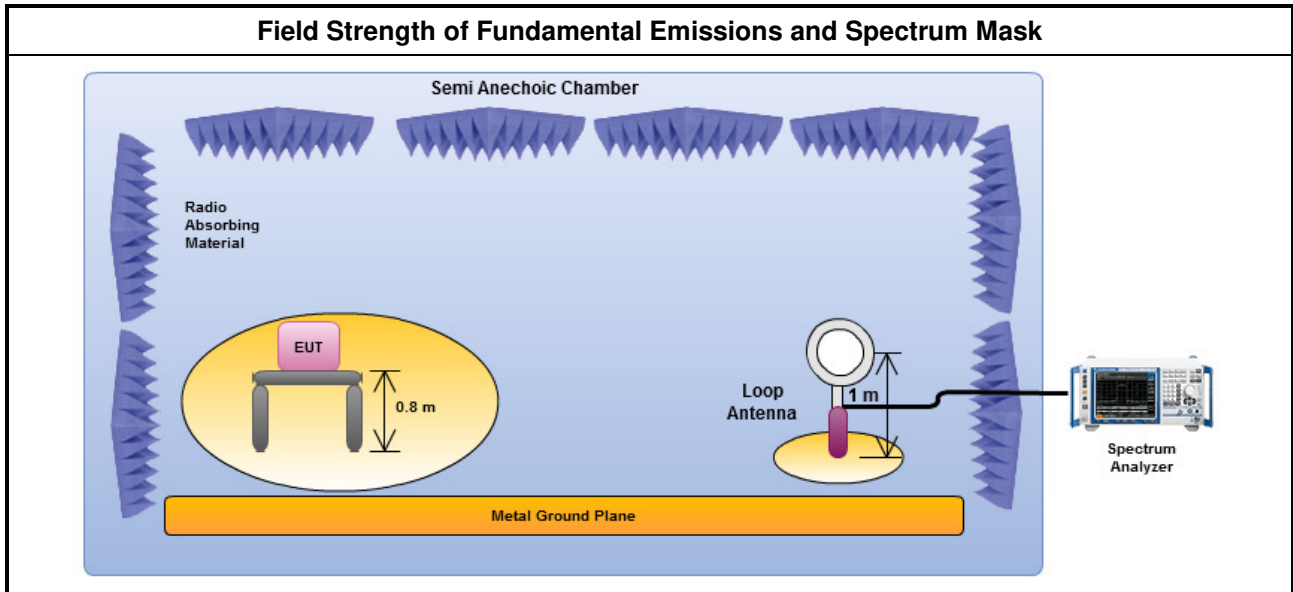 Field Strength of Fundamental Emissions and Spectrum Mask
Semi Anechoic Chamber
Radio
Absorbing
Material
EUT
0.8 m
Loop
Antenna
1 m
Spectrum
Analyzer
Metal Ground Plane